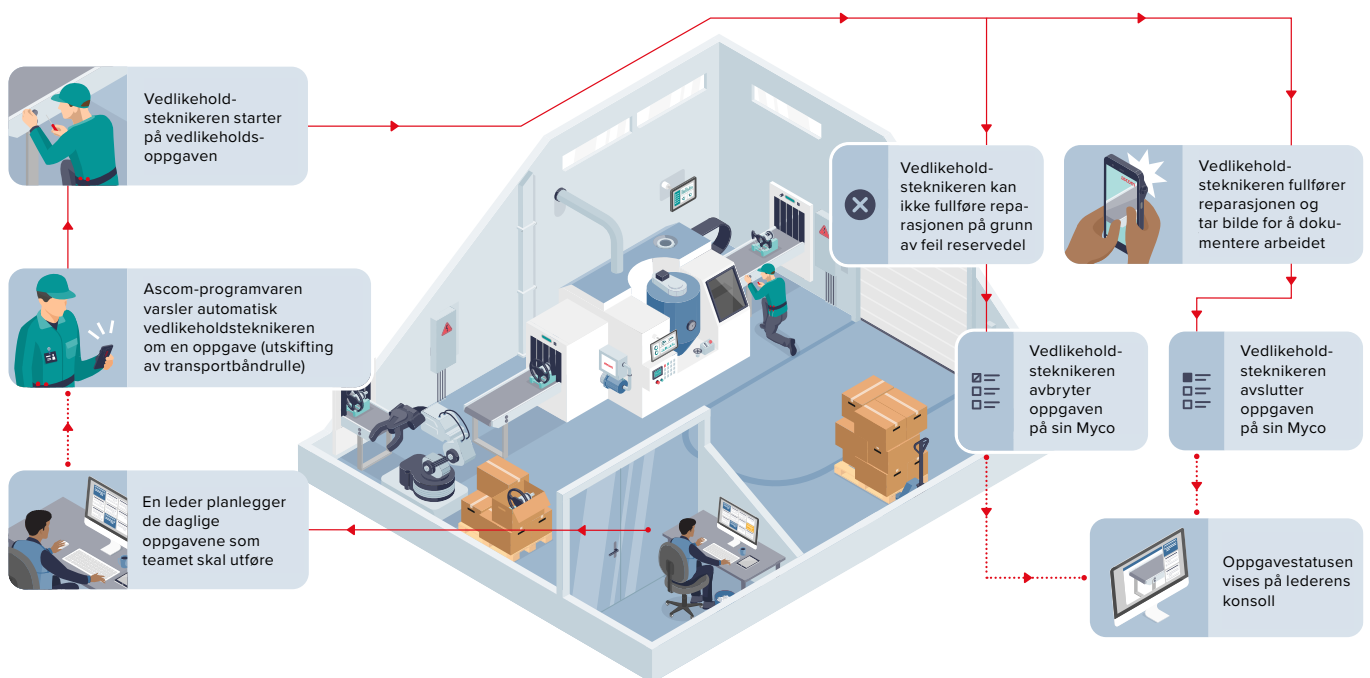 Vedlikehold-
steknikeren starter
på vedlikeholds-
oppgaven
Ascom-programvaren
varsler automatisk
vedlikeholdsteknikeren
om en oppgave (utskifting
av transportbåndrulle)
En leder planlegger
de daglige
oppgavene som
teamet skal utføre
Vedlikehold-
steknikeren kan
ikke fullføre repa-
rasjonen på grunn
av feil reservedel
Vedlikehold-
steknikeren fullfører
reparasjonen og
tar bilde for å doku-
mentere arbeidet
Vedlikehold-
steknikeren
avbryter
oppgaven
på sin Myco
Vedlikehold-
steknikeren
avslutter
oppgaven
på sin Myco
Oppgavestatusen
vises på lederens
konsoll